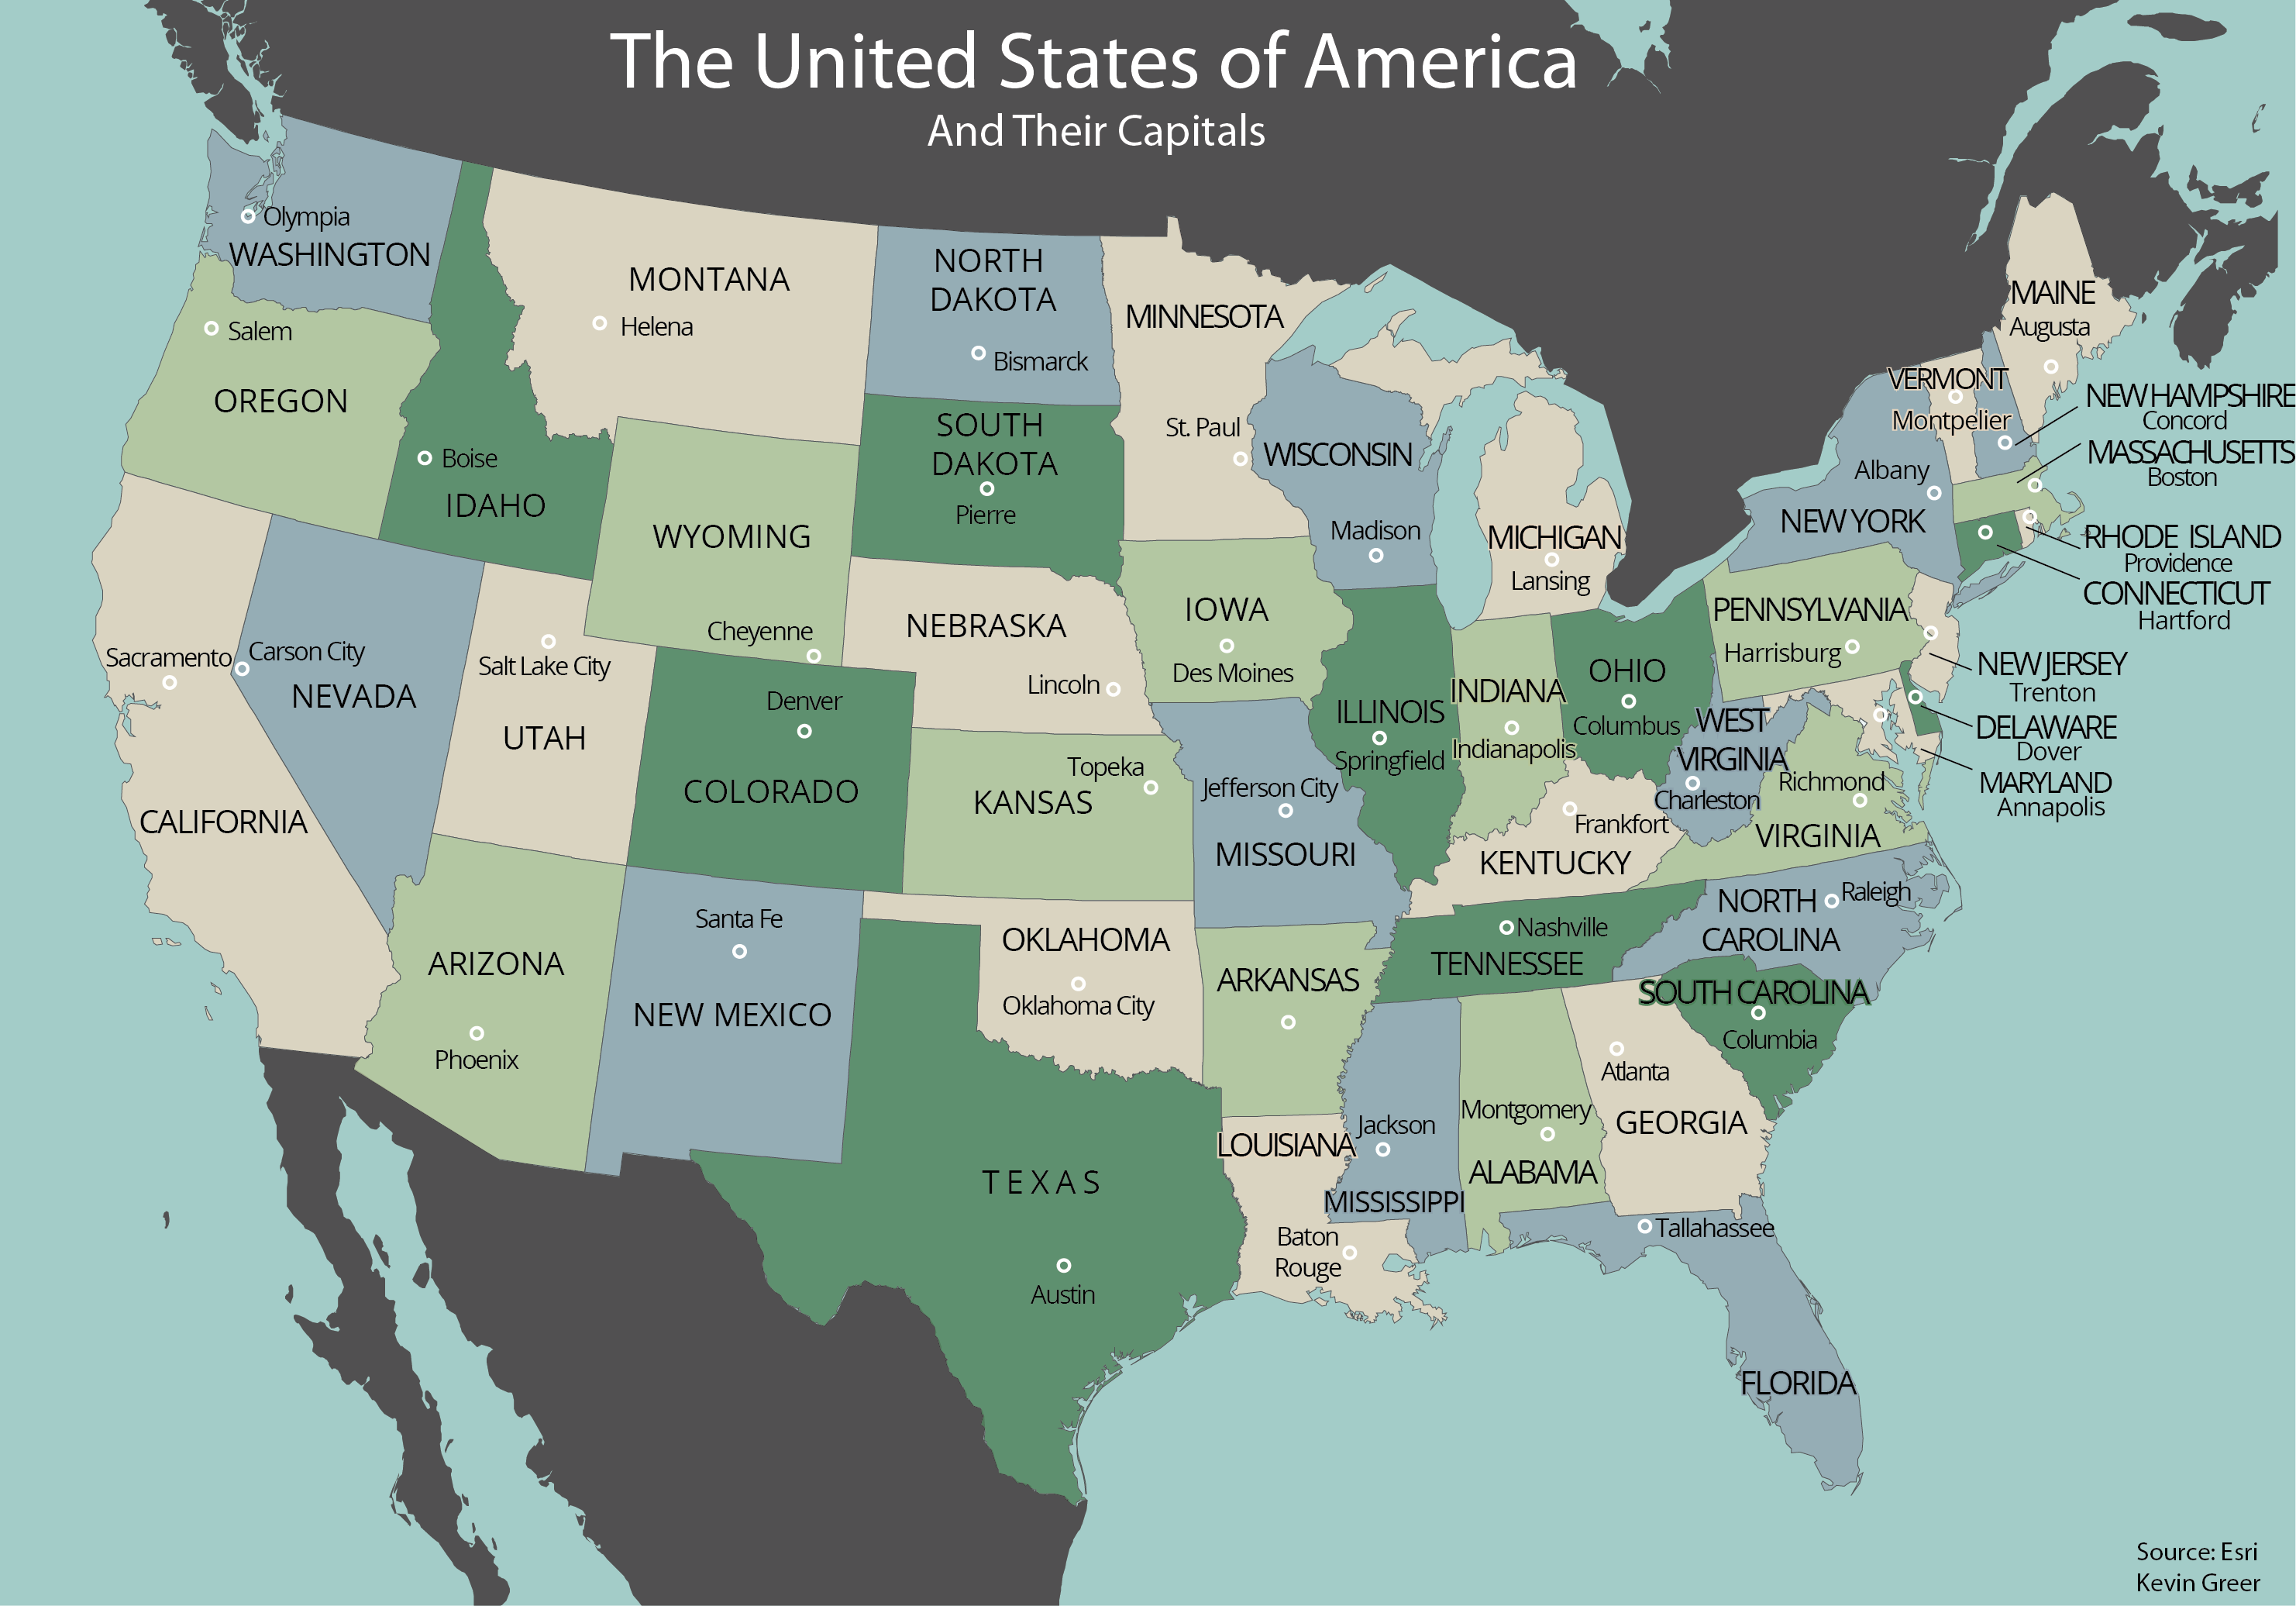 The United States of America
And Their Capitals
Olympia
WASHINGTON
Salem
OREGON
Boise
IDAHO
MONTANA
Helena
NORTH
DAKOTA
Bismarck
SOUTH
DAKOTA
Pierre
MINNESOTA
St. Paul
WISCONSIN
Madison
MICHIGAN
Lansing
MAINE
Augusta
VERMONT
Montpelier
NEW HAMPSHIRE
Concord
MASSACHUSETTS
Boston
Albany
NEW YORK
RHODE ISLAND
Providence
CONNECTICUT
Hartford
WYOMING
Cheyenne
NEBRASKA
Lincoln
IOWA
Des Moines
PENNSYLVANIA
Harrisburg
NEW JERSEY
Trenton
DELAWARE
Dover
MARYLAND
Annapolis
Sacramento
CALIFORNIA
Carson City
NEVADA
Salt Lake City
UTAH
Denver
COLORADO
Topeka
KANSAS
Jefferson City
MISSOURI
ILLINOIS
Springfield
INDIANA
Indianapolis
OHIO
Columbus
WEST
VIRGINIA
Charleston
Richmond
VIRGINIA
Frankfort
KENTUCKY
Nashville
TENNESSEE
NORTH
CAROLINA
Raleigh
SOUTH CAROLINA
Columbia
ARIZONA
Phoenix
Santa Fe
NEW MEXICO
OKLAHOMA
Oklahoma City
ARKANSAS
TEXAS
Austin
LOUISIANA
Baton
Rouge
Jackson
MISSISSIPPI
Montgomery
ALABAMA
Atlanta
GEORGIA
Tallahassee
FLORIDA
Source: Esri
Kevin Greer